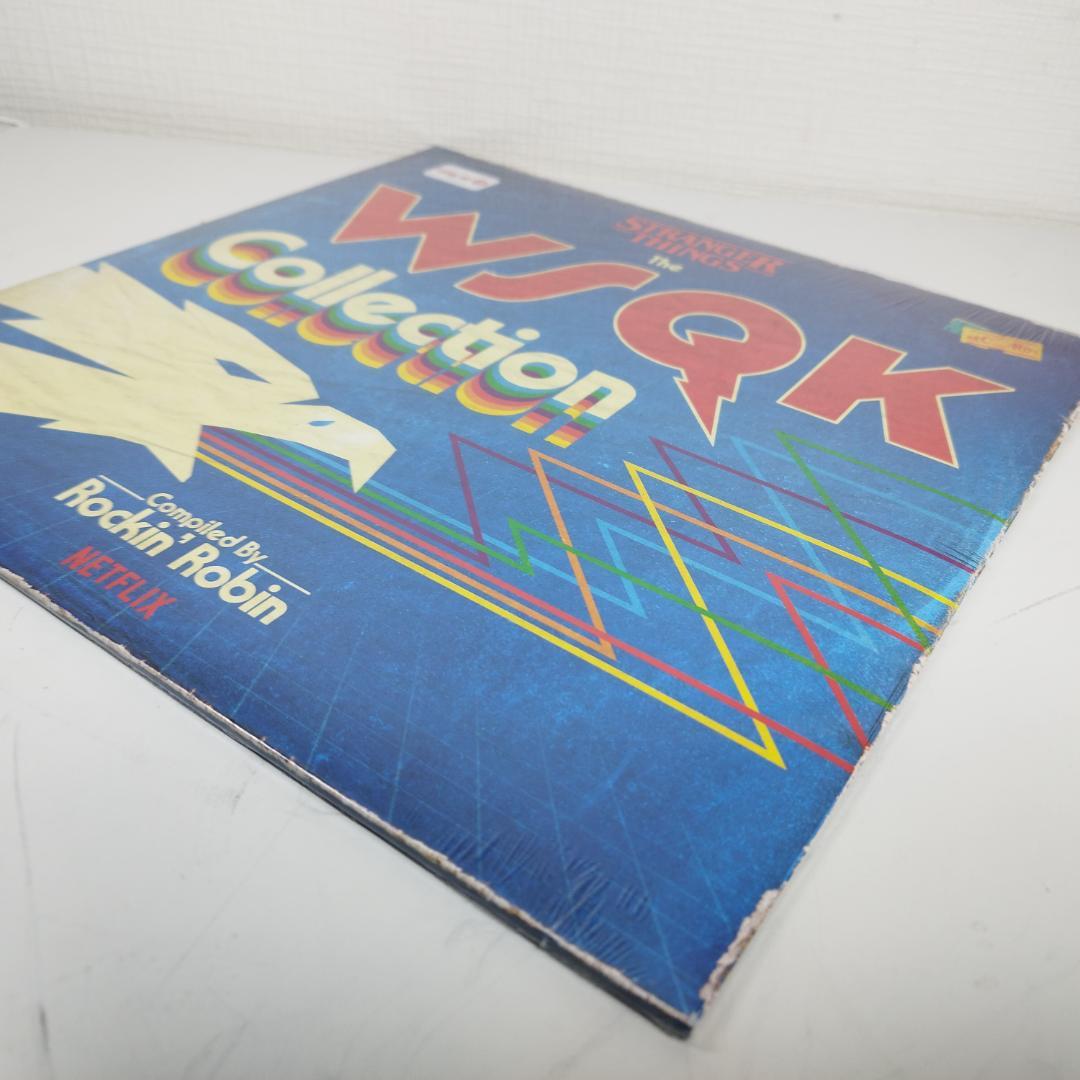 STRANGER
THINGS
The
WSQK
Collection
Compiled By
Rockin' Robin
NETFLIX